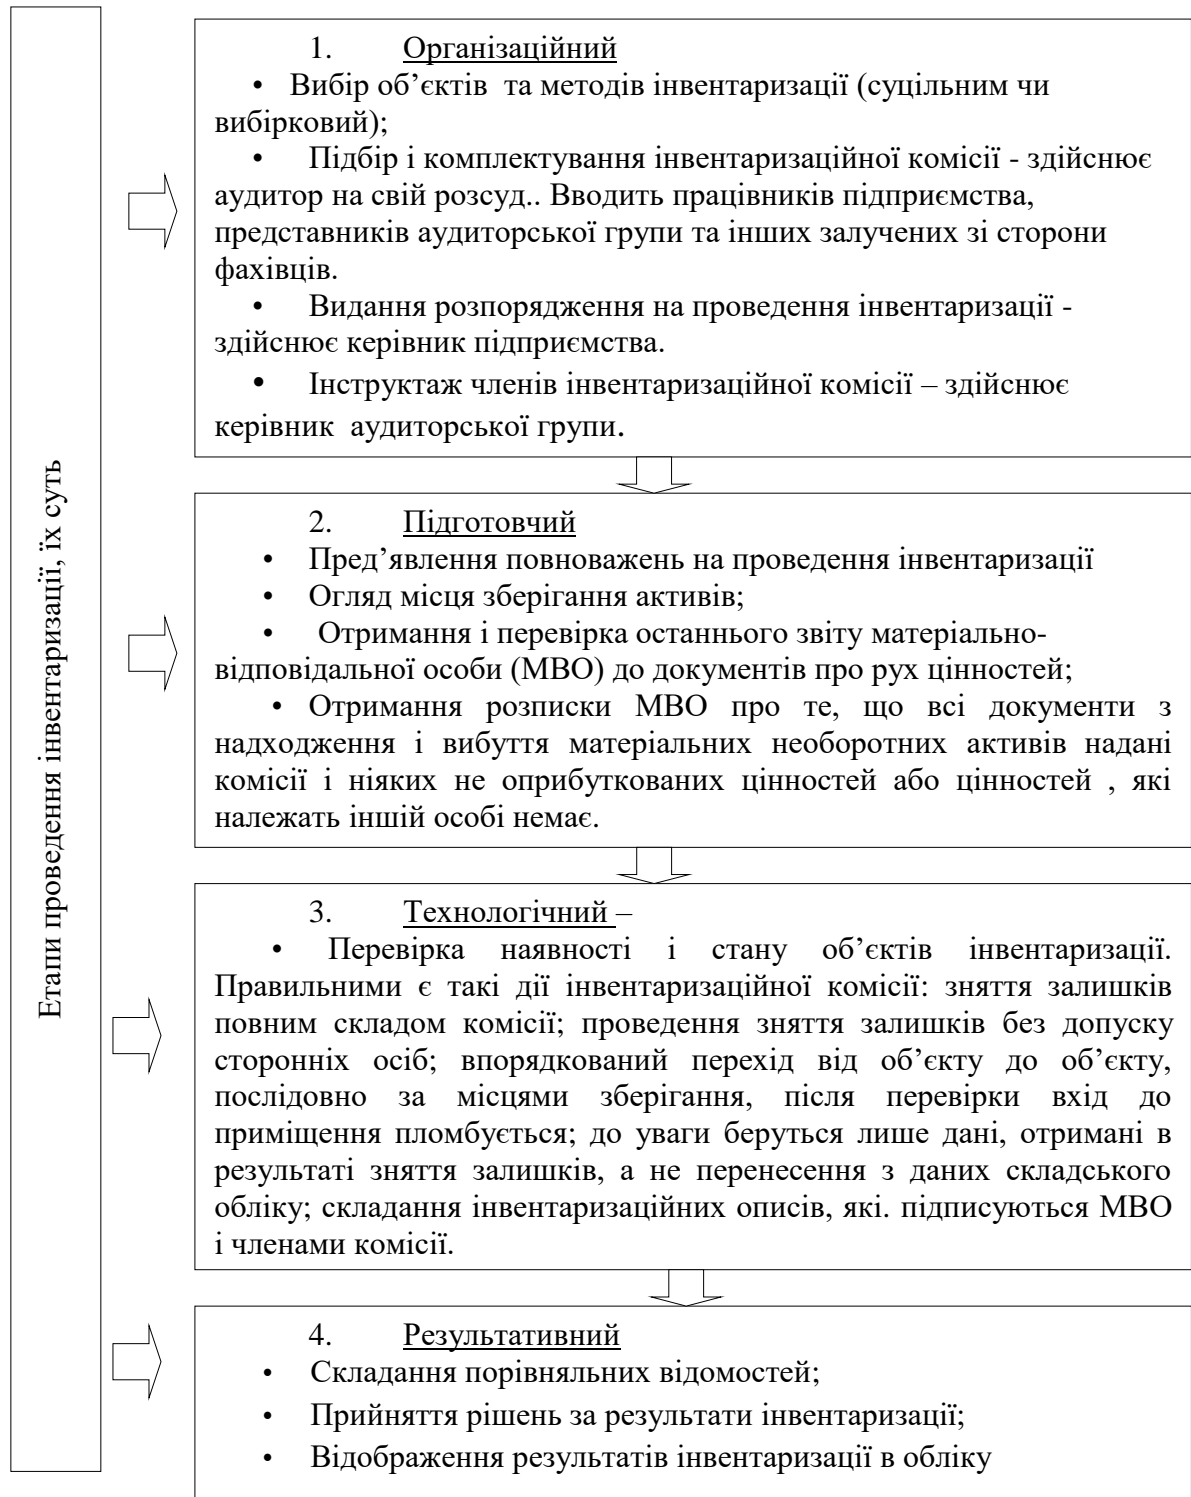 Етапи проведення інвентаризації, їх суть
1. Організаційний
• Вибір об’єктів та методів інвентаризації (суцільним чи
вибірковий);
• Підбір і комплектування інвентаризаційної комісії - здійснює
аудитор на свій розсуд.. Вводить працівників підприємства,
представників аудиторської групи та інших залучених зі сторони
фахівців.
• Видання розпорядження на проведення інвентаризації -
здійснює керівник підприємства.
• Інструктаж членів інвентаризаційної комісії – здійснює
керівник аудиторської групи.
2. Підготовчий
• Пред’явлення повноважень на проведення інвентаризації
• Огляд місця зберігання активів;
• Отримання і перевірка останнього звіту матеріально-
відповідальної особи (МВО) до документів про рух цінностей;
• Отримання розписки МВО про те, що всі документи з
надходження і вибуття матеріальних необоротних активів надані
комісії і ніяких не оприбуткованих цінностей або цінностей , які
належать іншій особі немає.
3. Технологічний –
• Перевірка наявності і стану об’єктів інвентаризації.
Правильними є такі дії інвентаризаційної комісії: зняття залишків
повним складом комісії; проведення зняття залишків без допуску
сторонніх осіб; впорядкований перехід від об’єкту до об’єкту,
послідовно за місцями зберігання, після перевірки вхід до
приміщення пломбується; до уваги беруться лише дані, отримані в
результаті зняття залишків, а не перенесення з даних складського
обліку; складання інвентаризаційних описів, які. підписуються МВО
і членами комісії.
4. Результативний
• Складання порівняльних відомостей;
• Прийняття рішень за результати інвентаризації;
• Відображення результатів інвентаризації в обліку